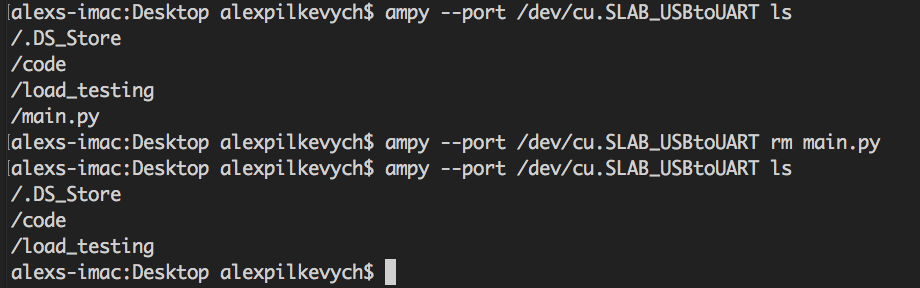 alexs-imac:Desktop alexpilkevych$ ampy --port /dev/cu.SLAB_USBtoUART ls
/.DS_Store
/code
/load_testing
/main.py
alexs-imac:Desktop alexpilkevych$ ampy --port /dev/cu.SLAB_USBtoUART rm main.py
alexs-imac:Desktop alexpilkevych$ ampy --port /dev/cu.SLAB_USBtoUART ls
/.DS_Store
/code
/load_testing
alexs-imac:Desktop alexpilkevych$